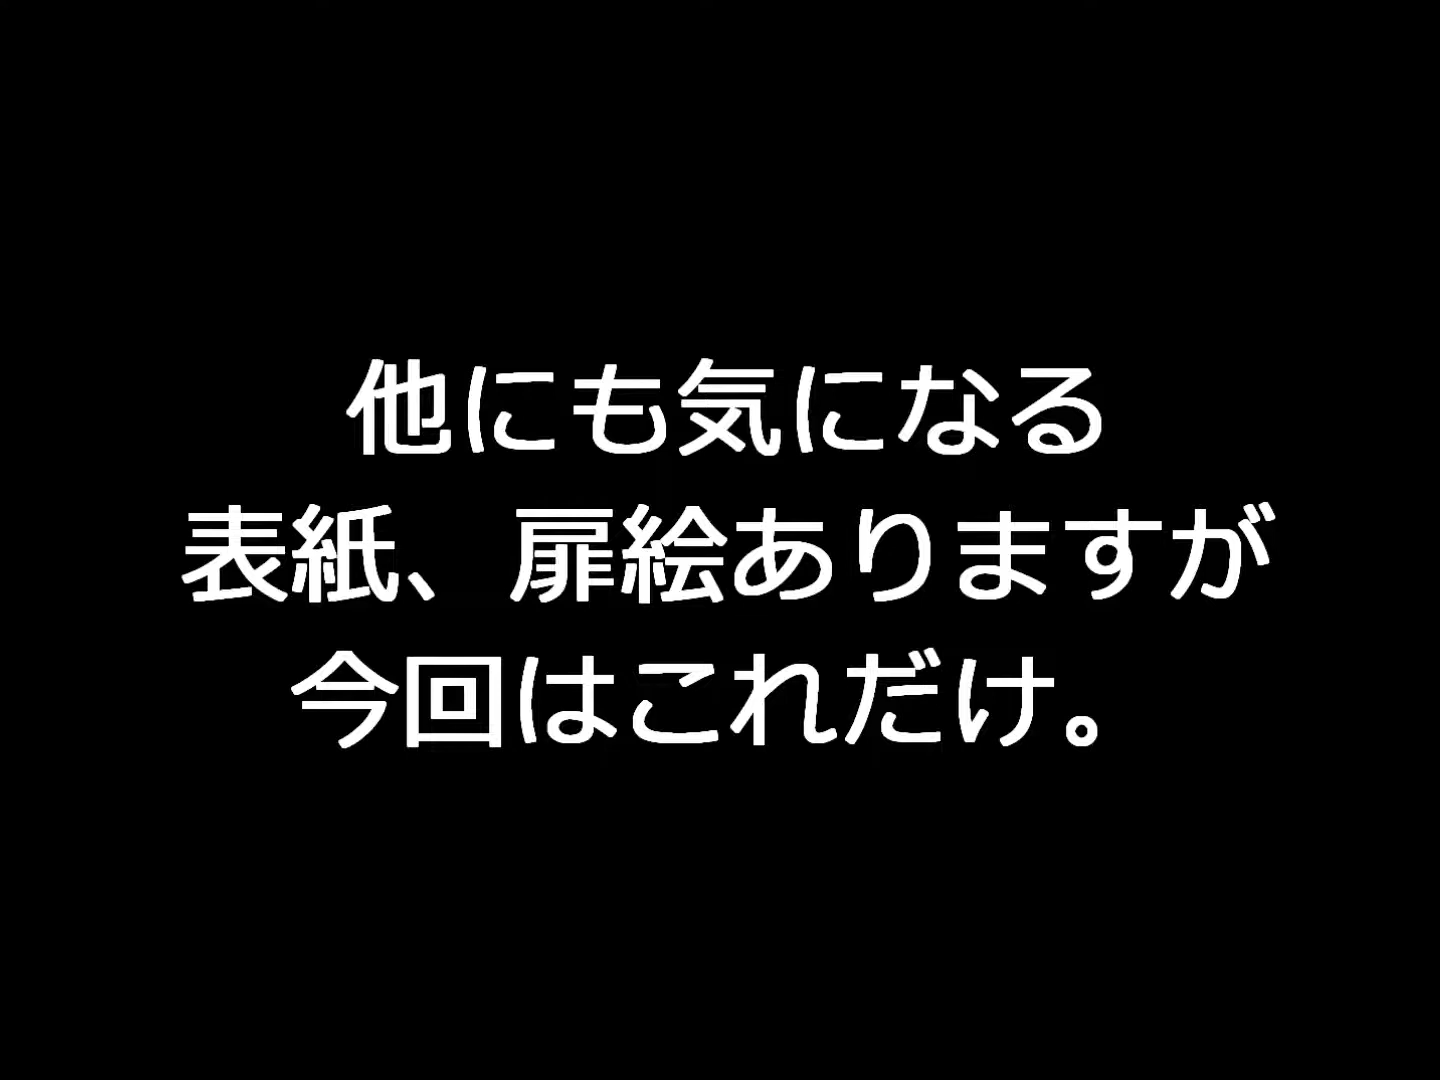 他にも気になる
表紙、扉絵ありますが
今回はこれだけ。